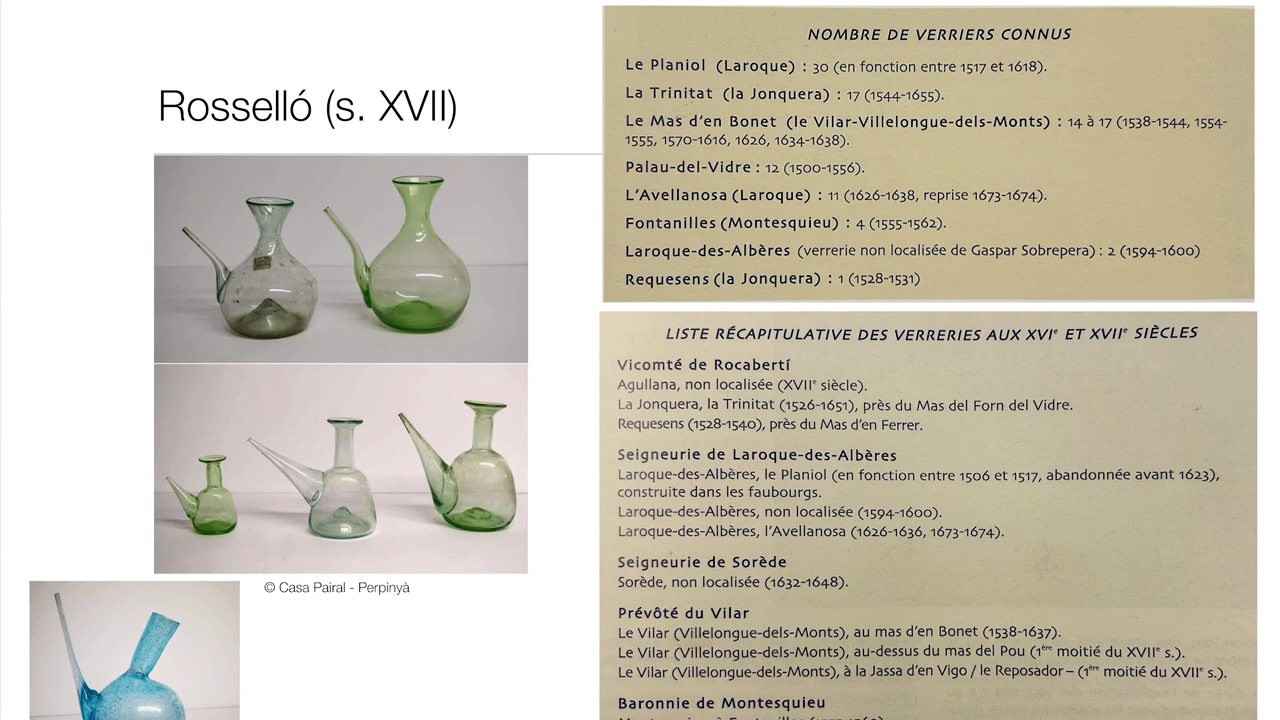 Rosselló (s. XVII)
© Casa Pairal - Perpinyà
NOMBRE DE VERRIERS CONNUS
Le Planiol (Laroque) : 30 (en fonction entre 1517 et 1618).
La Trinitat (la Jonquera) : 17 (1544-1655).
Le Mas d'en Bonet (le Vilar-Villelongue-dels-Monts) : 14 à 17 (1538-1544, 1554-
1555, 1570-1616, 1626, 1634-1638).
Palau-del-Vidre : 12 (1500-1556).
L'Avellanosa (Laroque) : 11 (1626-1638, reprise 1673-1674).
Fontanilles (Montesquieu) : 4 (1555-1562).
Laroque-des-Albères (verrerie non localisée de Gaspar Sobrepera) : 2 (1594-1600)
Requesens (la Jonquera) : 1 (1528-1531)
LISTE RÉCAPITULATIVE DES VERRERIES AUX XVIe ET XVIIe SIÈCLES
Vicomté de Rocabertí
Agullana, non localisée (XVIIe siècle).
La Jonquera, la Trinitat (1526-1651), près du Mas del Forn del Vidre.
Requesens (1528-1540), près du Mas d'en Ferrer.
Seigneurie de Laroque-des-Albères
Laroque-des-Albères, le Planiol (en fonction entre 1506 et 1517, abandonnée avant 1623),
construite dans les faubourgs.
Laroque-des-Albères, non localisée (1594-1600).
Laroque-des-Albères, l'Avellanosa (1626-1636, 1673-1674).
Seigneurie de Sorède
Sorède, non localisée (1632-1648).
Prévôté du Vilar
Le Vilar (Villelongue-dels-Monts), au mas d'en Bonet (1538-1637).
Le Vilar (Villelongue-dels-Monts), au-dessus du mas del Pou (1ère moitié du XVIIe s.).
Le Vilar (Villelongue-dels-Monts), à la Jassa d'en Vigo / le Reposador – (1ère moitié du XVIIe s.).
Baronnie de Montesquieu